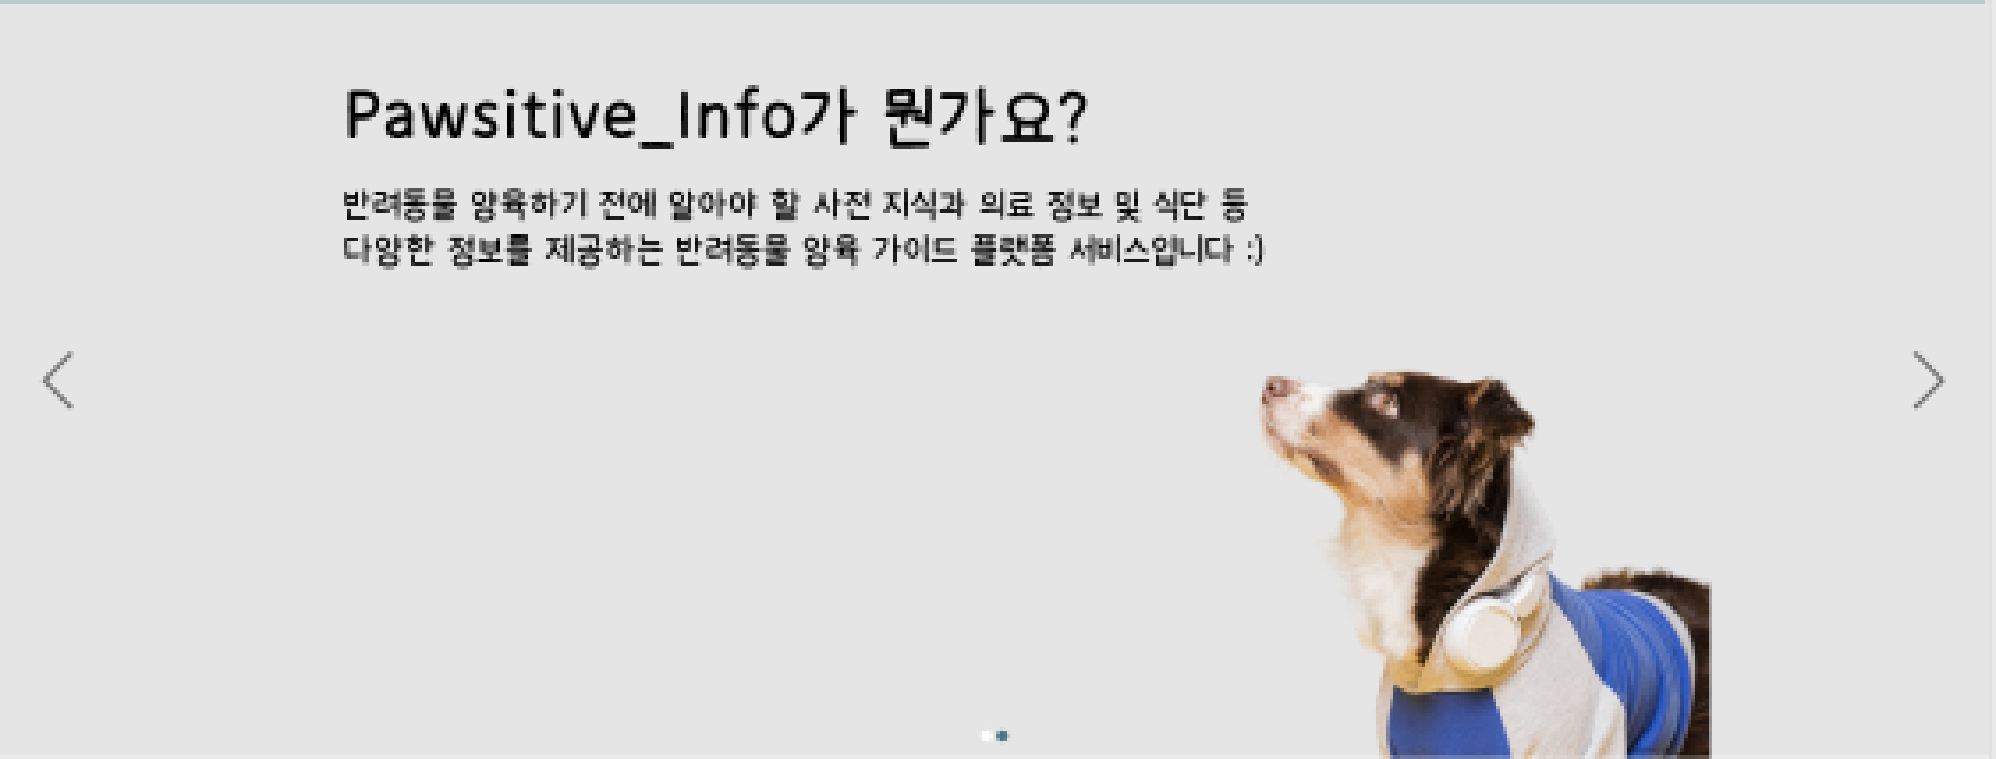 Pawsitive_Info가 뭔가요?
반려동물 양육하기 전에 알아야 할 사전 지식과 의료 정보 및 식단 등
다양한 정보를 제공하는 반려동물 양육 가이드 플랫폼 서비스입니다 :)